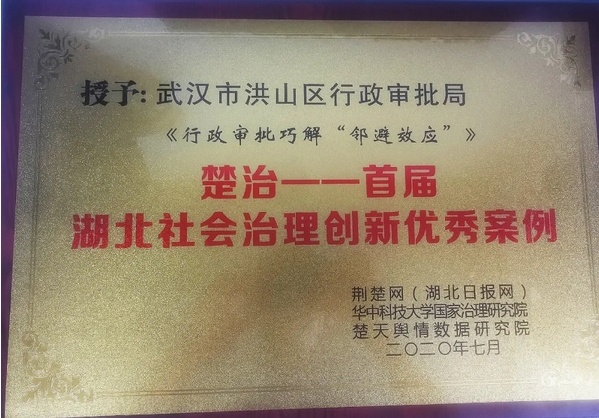 授予: 武汉市洪山区行政审批局
《行政审批巧解“邻避效应”》
楚治——首届
湖北社会治理创新优秀案例
荆楚网（湖北日报网）
华中科技大学国家治理研究院
楚天舆情数据研究院
二〇二〇年七月